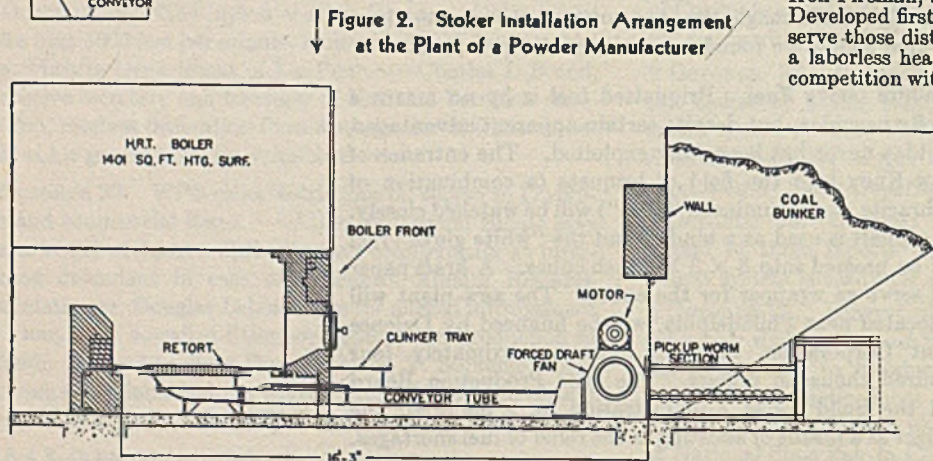 CONVEYOR
Figure 2. Stoker Installation Arrangement
at the Plant of a Powder Manufacturer
Developed first
serve those dist
a laborless hea
competition wit
H.R.T. BOILER
1401 SQ. FT. HTG. SURF.
BOILER FRONT
WALL
COAL
BUNKER
MOTOR
RETORT
CLINKER TRAY
FORCED DRAFT
FAN
PICK UP WORM
SECTION
CONVEYOR TUBE
16'-3"